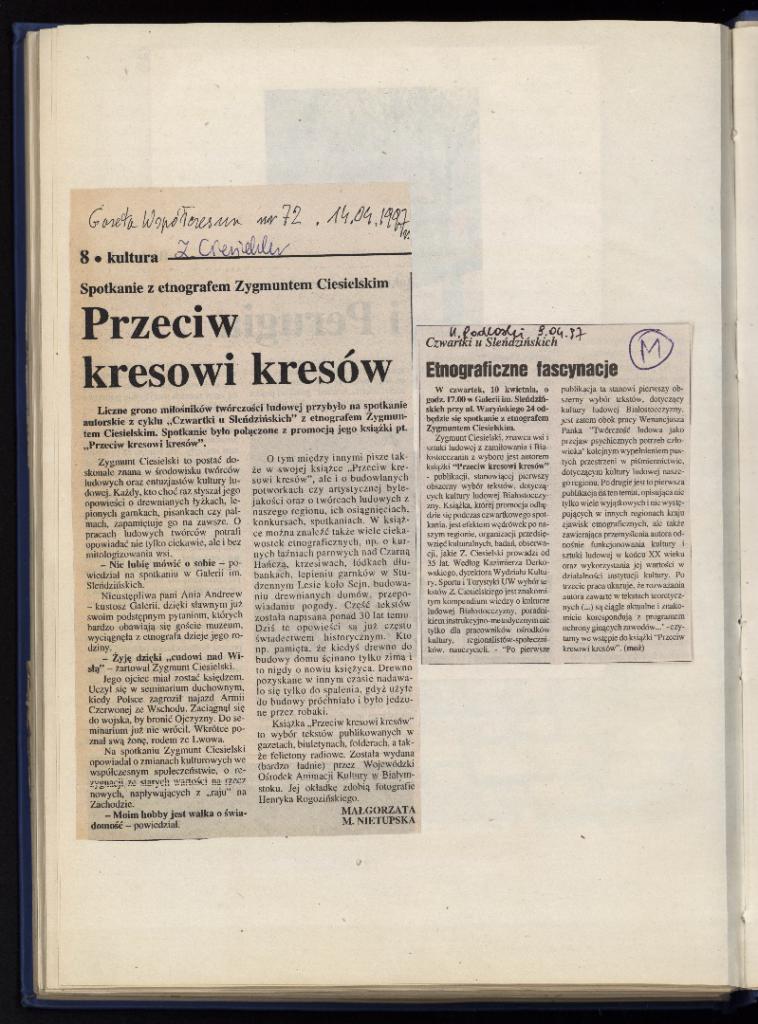 Gazeta Współczesna nr 72 . 14.04.1997
8 • kultura Z. Ciesielski
Spotkanie z etnografem Zygmuntem Ciesielskim
Przeciw
kresowi kresów
Liczne grono miłośników twórczości ludowej przybyło na spotkanie
autorskie z cyklu „Czwartki u Sleńdzińskich” z etnografem Zygmun-
tem Ciesielskim. Spotkanie było połączone z promocją jego książki pt.
„Przeciw kresowi kresów”.
Zygmunt Ciesielski to postać do-
skonale znana w środowisku twórców
ludowych oraz entuzjastów kultury lu-
dowej. Każdy, kto choć raz słyszał jego
opowieści o drewnianych łyżkach, le-
pionych garnkach, pisankach czy pal-
mach, zapamiętuje go na zawsze. O
pracach ludowych twórców potrafi
opowiadać nie tylko ciekawie, ale i bez
mitologizowania wsi.
– Nie lubię mówić o sobie – po-
wiedział na spotkaniu w Galerii im.
Sleńdzińskich.
Nieustępliwa pani Ania Andreew
– kustosz Galerii, dzięki sławnym już
swoim podstępnym pytaniom, których
bardzo obawiają się goście muzeum,
wyciągnęła z etnografa dzieje jego ro-
dziny.
– Żyję dzięki „cudowi nad Wi-
słą” – żartował Zygmunt Ciesielski.
Jego ojciec miał zostać księdzem.
Uczył się w seminarium duchownym,
kiedy Polsce zagroził najazd Armii
Czerwonej ze Wschodu. Zaciągnął się
do wojska, by bronić Ojczyzny. Do se-
minarium już nie wrócił. Wkrótce po-
znał swą żonę, rodem ze Lwowa.
Na spotkaniu Zygmunt Ciesielski
opowiadał o zmianach kulturowych we
współczesnym społeczeństwie, o re-
zygnacji ze starych wartości na rzecz
nowych, napływających z „raju” na
Zachodzie.
– Moim hobby jest walka o świa-
domość – powiedział.
O tym między innymi pisze tak-
że w swojej książce „Przeciw kre-
sowi kresów”, ale i o budowlanych
potworkach czy artystycznej byle-
jakości oraz o twórcach ludowych z
naszego regionu, ich osiągnięciach,
konkursach, spotkaniach. W książ-
ce można znaleźć także wiele cieka-
wostek etnograficznych, np. o kur-
nych łaźniach parowych nad Czarną
Hańczą, krzesiwach, łódkach dłu-
bankach, lepieniu garnków w Stu-
dzennym Lesie koło Sejn, budowa-
niu drewnianych domów, przepo-
wiadaniu pogody. Część tekstów
została napisana ponad 30 lat temu.
Dziś te opowieści są już często
świadectwem historycznym. Kto
np. pamięta, że kiedyś drewno do
budowy domu ścinano tylko zimą i
to nigdy o nowiu księżyca. Drewno
pozyskane w innym czasie nadawa-
ło się tylko do spalenia, gdyż użyte
do budowy próchniało i było jedzo-
ne przez robaki.
Książka „Przeciw kresowi kresów”
to wybór tekstów publikowanych w
gazetach, biuletynach, folderach, a tak-
że felietony radiowe. Została wydana
(bardzo ładnie) przez Wojewódzki
Ośrodek Animacji Kultury w Białym-
stoku. Jej okładkę zdobią fotografie
Henryka Rogozińskiego.
MAŁGORZATA
M. NIETUPSKA
K. Podlaski 9.04.97
Czwartki u Sleńdzińskich
M
Etnograficzne fascynacje
W czwartek, 10 kwietnia, o
godz. 17.00 w Galerii im. Sleńdziń-
skich przy ul. Waryńskiego 24 od-
będzie się spotkanie z etnografem
Zygmuntem Ciesielskim.
Zygmunt Ciesielski, znawca wsi i
sztuki ludowej z zamiłowania i Bia-
łostocczanin z wyboru jest autorem
książki “Przeciw kresowi kresów”
- publikacji, stanowiącej pierwszy
obszerny wybór tekstów, dotyczą-
cych kultury ludowej Białostocczy-
zny. Książka, której promocja odbę-
dzie się podczas czwartkowego spot-
kania, jest efektem wędrówek po na-
szym regionie, organizacji przedsię-
wzięć kulturalnych, badań, obserwa-
cji, jakie Z. Ciesielski prowadzi od
35 lat. Według Kazimierza Derko-
wskiego, dyrektora Wydziału Kultu-
ry, Sportu i Turystyki UW wybór te-
kstów Z. Ciesielskiego jest znakomi-
tym kompendium wiedzy o kulturze
ludowej Białostocczyzny, poradni-
kiem instrukcyjno-metodycznym nie
tylko dla pracowników ośrodków
kultury, regionalistów-społeczni-
ków, nauczycieli. - “Po pierwsze
publikacja ta stanowi pierwszy ob-
szerny wybór tekstów, dotyczący
kultury ludowej Białostocczyzny,
jest zatem obok pracy Wenancjusza
Panka “Twórczość ludowa jako
przejaw psychicznych potrzeb czło-
wieka” kolejnym wypełnieniem pu-
stych przestrzeni w piśmiennictwie,
dotyczącym kultury ludowej nasze-
go regionu. Po drugie jest to pierwsza
publikacja na ten temat, opisująca nie
tylko wiele wyjątkowych i nie wystę-
pujących w innych regionach kraju
zjawisk etnograficznych, ale także
zawierająca przemyślenia autora od-
nośnie funkcjonowania kultury i
sztuki ludowej w końcu XX wieku
oraz wykorzystania jej wartości w
działalności instytucji kultury. Po
trzecie praca ukazuje, że rozważania
autora zawarte w tekstach teoretycz-
nych (...) są ciągle aktualne i znako-
micie korespondują z programem
ochrony ginących zawodów...” - czy-
tamy we wstępie do książki “Przeciw
kresowi kresów”. (moż)